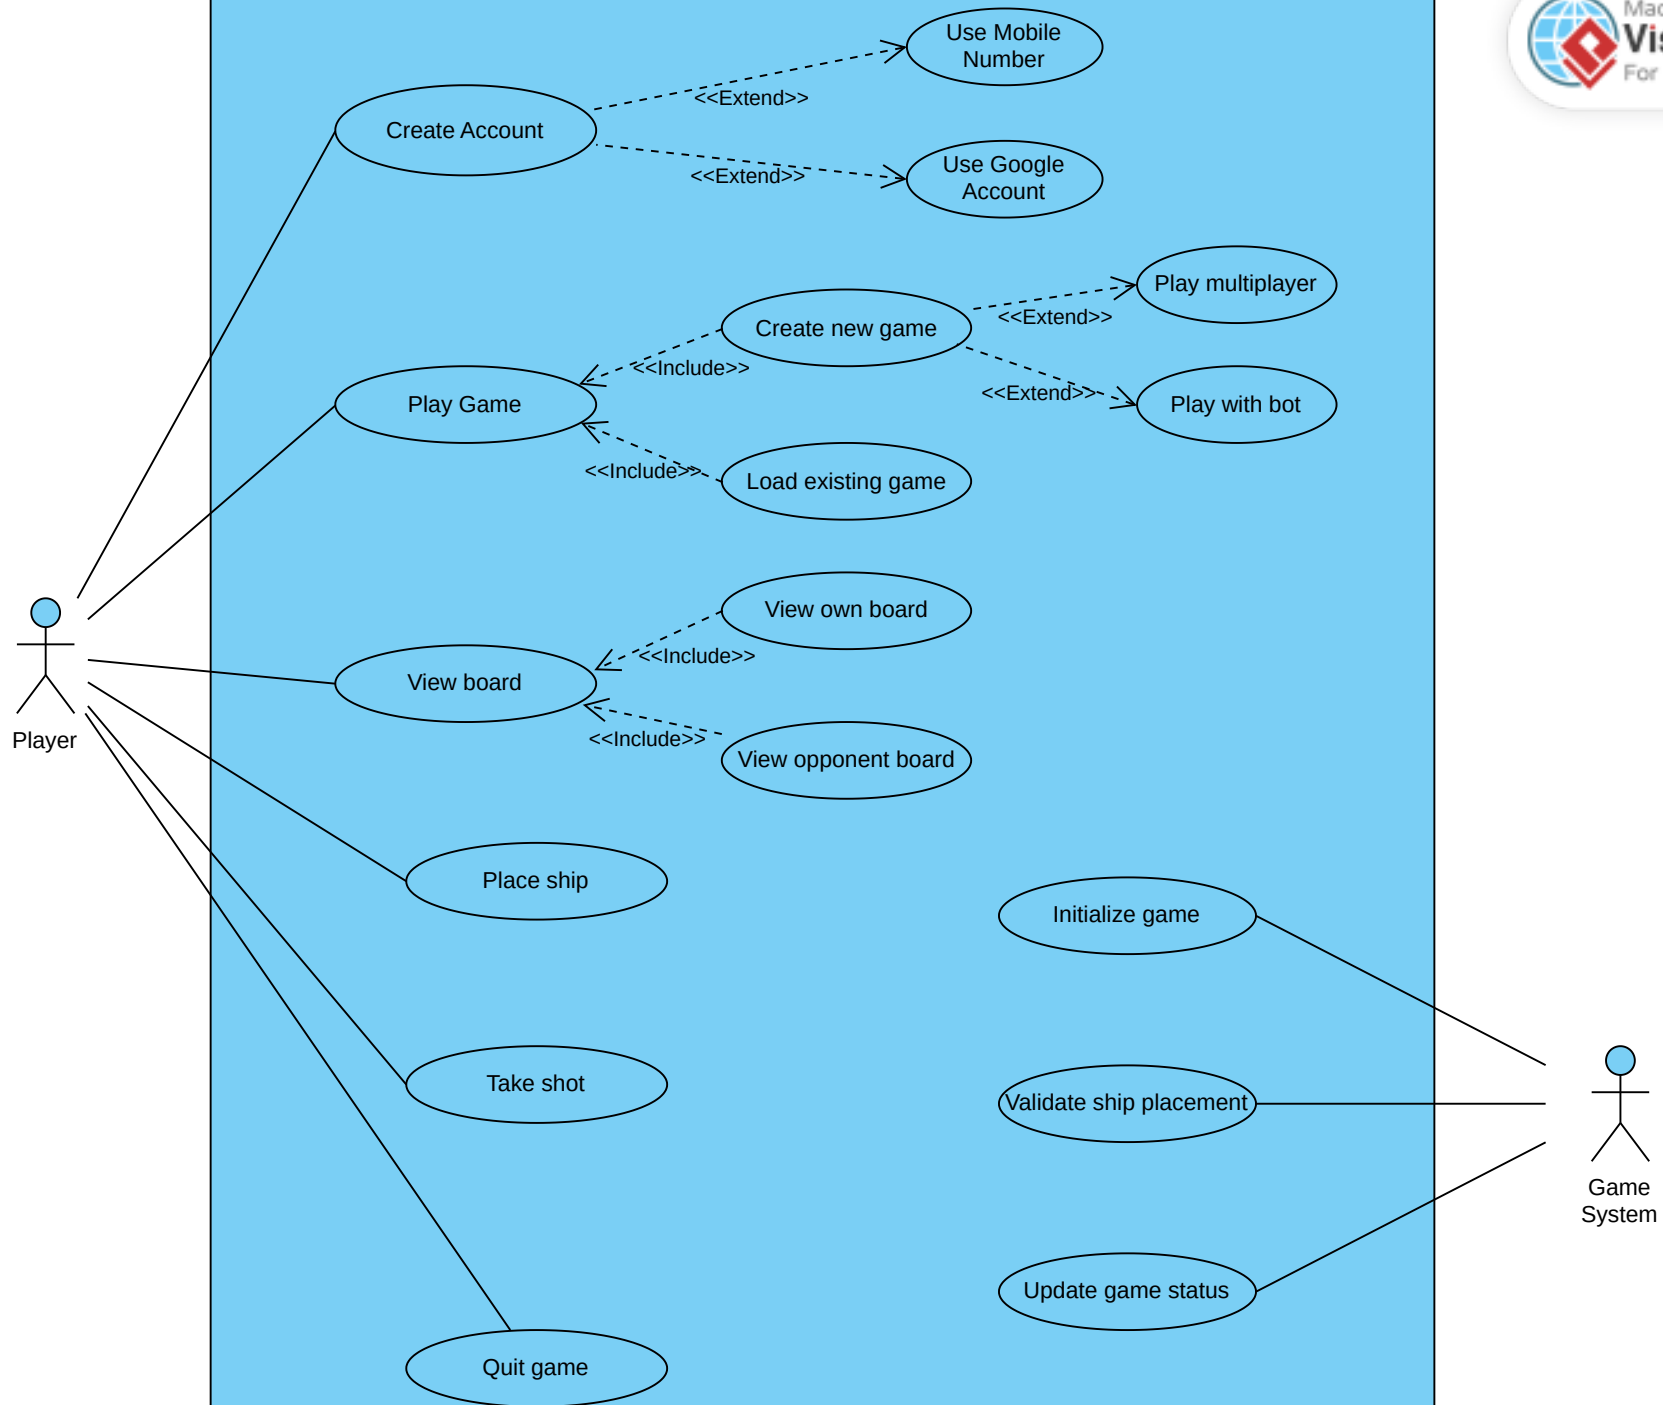 Use Mobile
Number
<<Extend>>
Create Account
Use Google
Account
<<Extend>>
Play multiplayer
Create new game
<<Extend>>
<<Include>>
<<Extend>>
Play Game
Play with bot
<<Include>>
Load existing game
View own board
<<Include>>
View board
<<Include>>
View opponent board
Player
Place ship
Initialize game
Take shot
Validate ship placement
Game
System
Update game status
Quit game
For